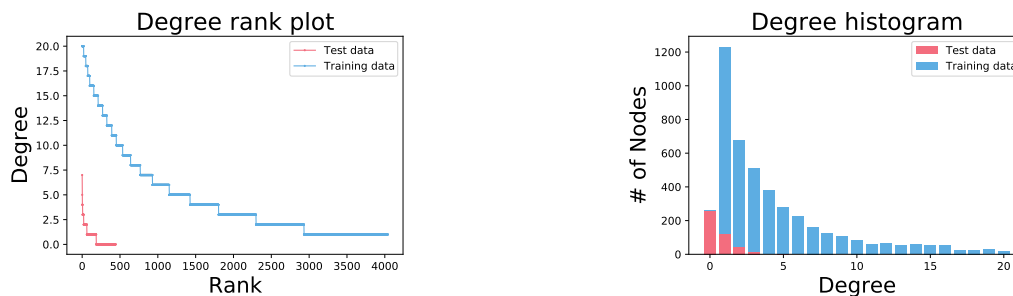 Degree rank plot
20.0
17.5
15.0
12.5
10.0
7.5
5.0
2.5
0.0
Degree
Test data
Training data
0 500 1000 1500 2000 2500 3000 3500 4000
Rank
Degree histogram
1200
1000
800
600
400
200
0
# of Nodes
Test data
Training data
0 5 10 15 20
Degree